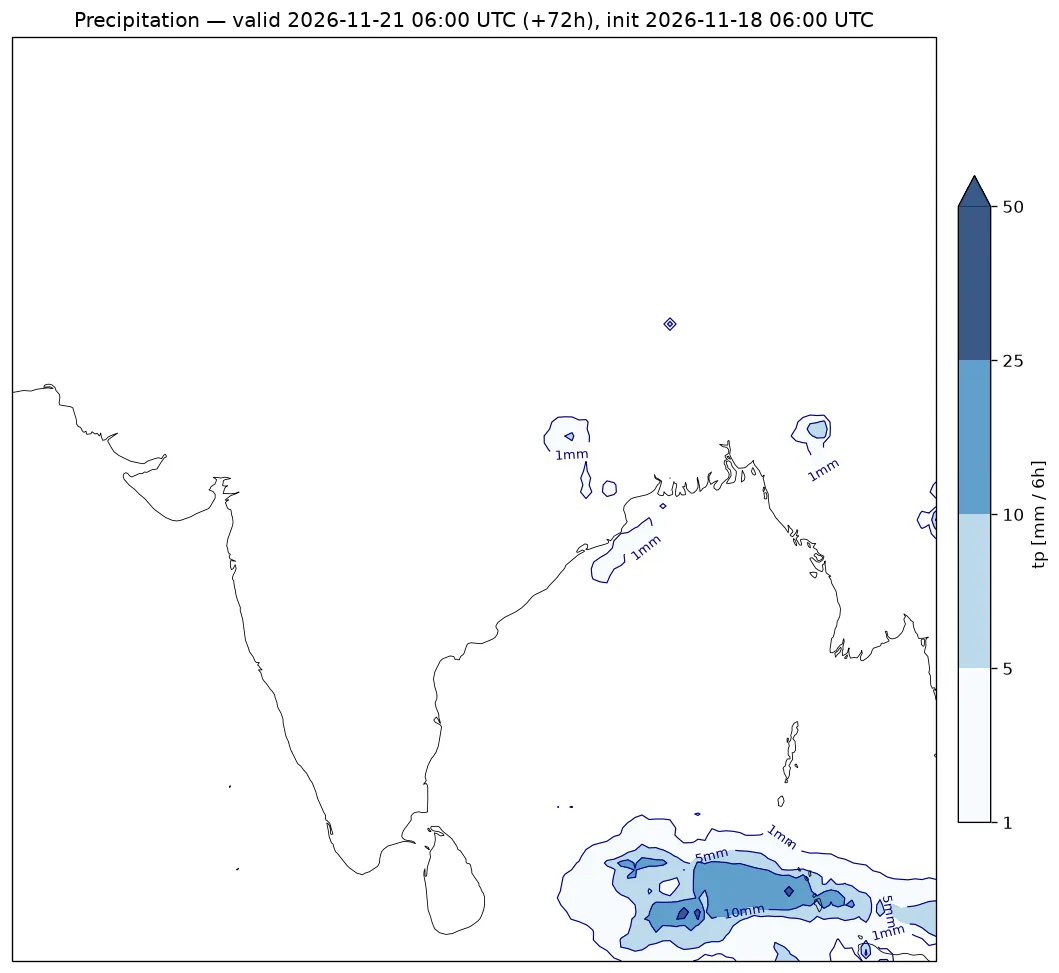 Precipitation — valid 2026-11-21 06:00 UTC (+72h), init 2026-11-18 06:00 UTC
50
25
10
5
1
tp [mm / 6h]
1mm
1mm
1mm
1mm
5mm
5mm
10mm
1mm